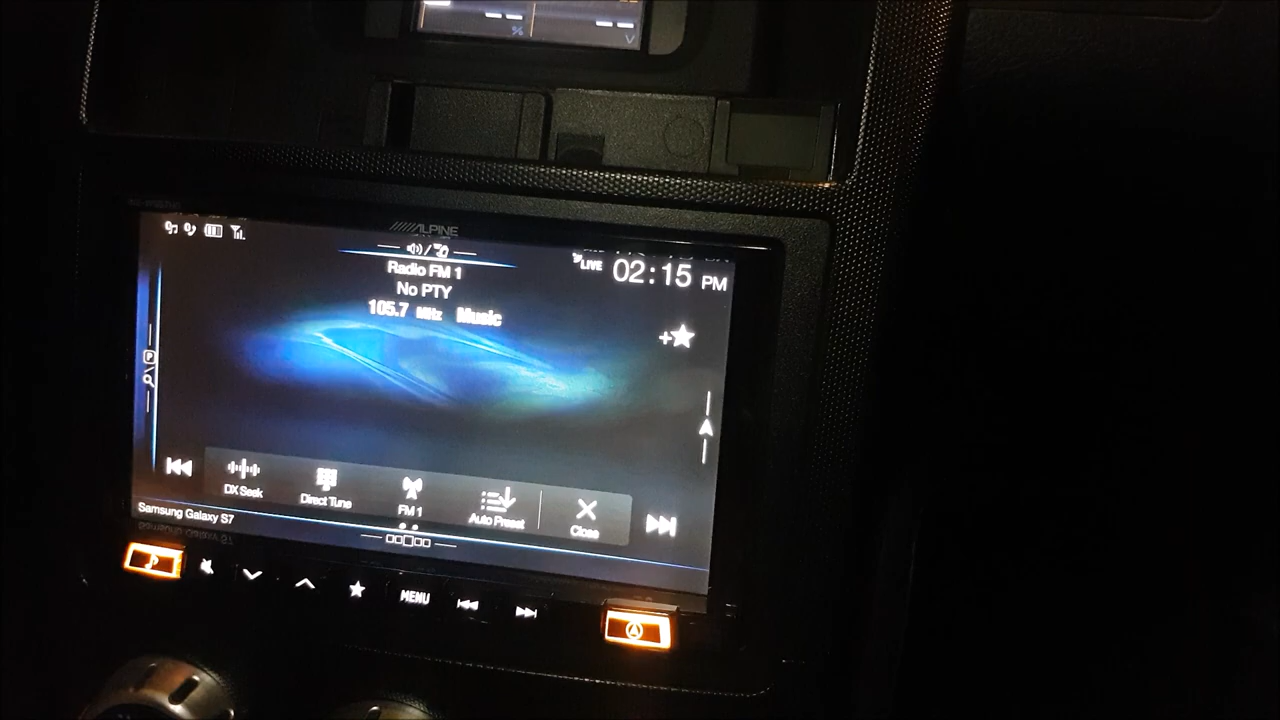 %
V
ALPINE
Radio FM 1
LIVE
02:15 PM
No PTY
105.7 MHz Music
P
DX Seek
Direct Tune
FM 1
Auto Preset
Close
Samsung Galaxy S7
MENU